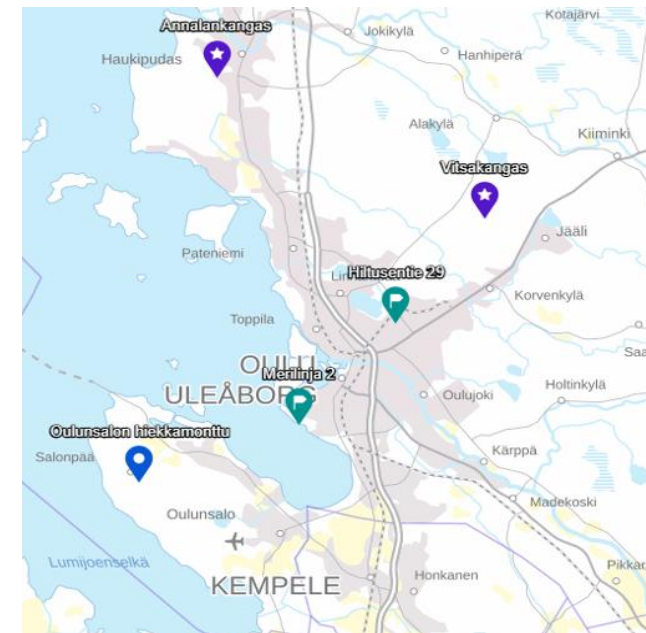 Kotajärvi
Annalankangas
Jokikylä
Haukipudas
Hanhiperä
Alakylä
Kiiminki
Vitsakangas
Jääli
Pateniemi
Hiltusentie 29
Korvenkylä
Toppila
OULU
Merilinja 2
ULEÅBORG
Holtinkylä
Oulujoki
Oulunsalon hiekkamonttu
Salonpää
Kärppä
Madekoski
Oulunsalo
Lumijoenselkä
KEMPELE
Honkanen